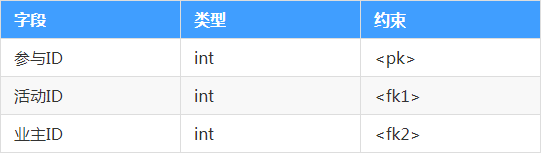 字段 类型 约束
参与ID int <pk>
活动ID int <fk1>
业主ID int <fk2>